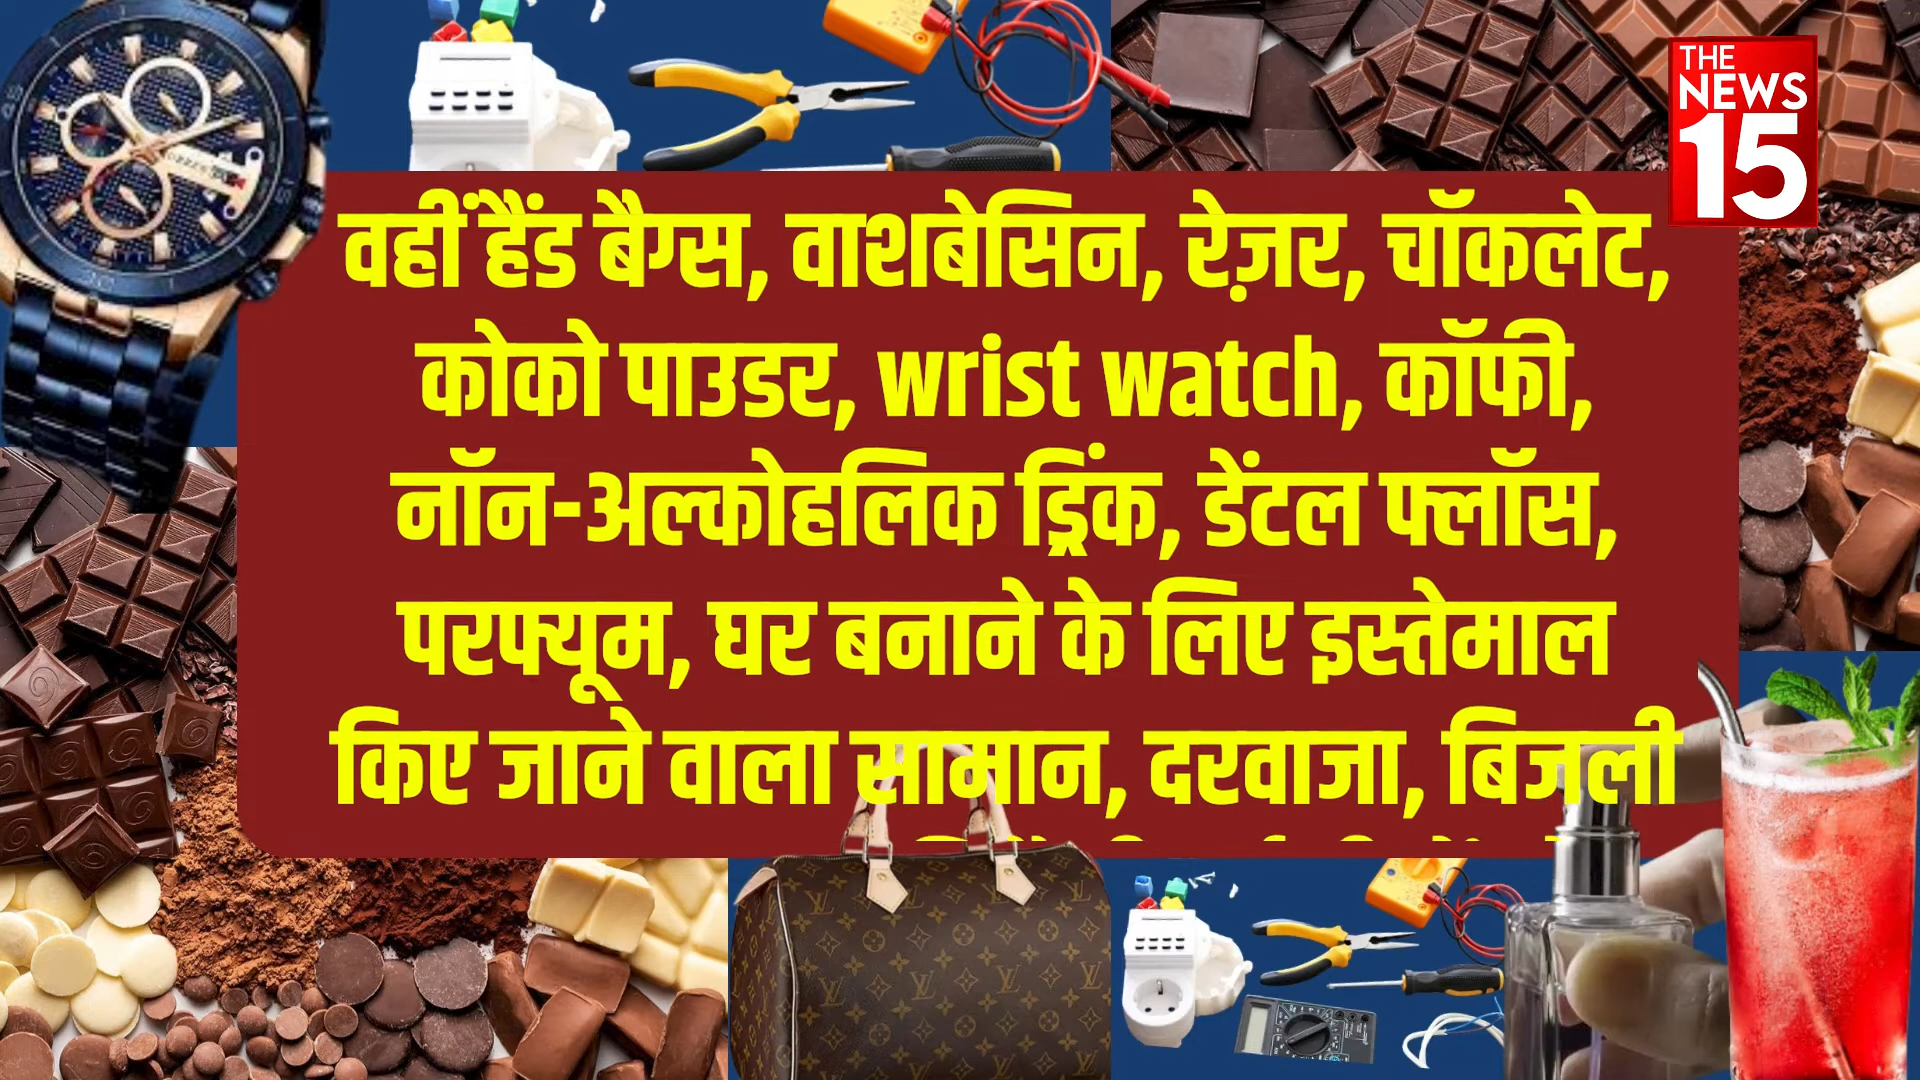 THE
NEWS
15
वहीं हैंड बैग्स, वाशबेसिन, रेज़र, चॉकलेट,
कोको पाउडर, wrist watch, कॉफी,
नॉन-अल्कोहलिक ड्रिंक, डेंटल फ्लॉस,
परफ्यूम, घर बनाने के लिए इस्तेमाल
किए जाने वाला सामान, दरवाजा, बिजली